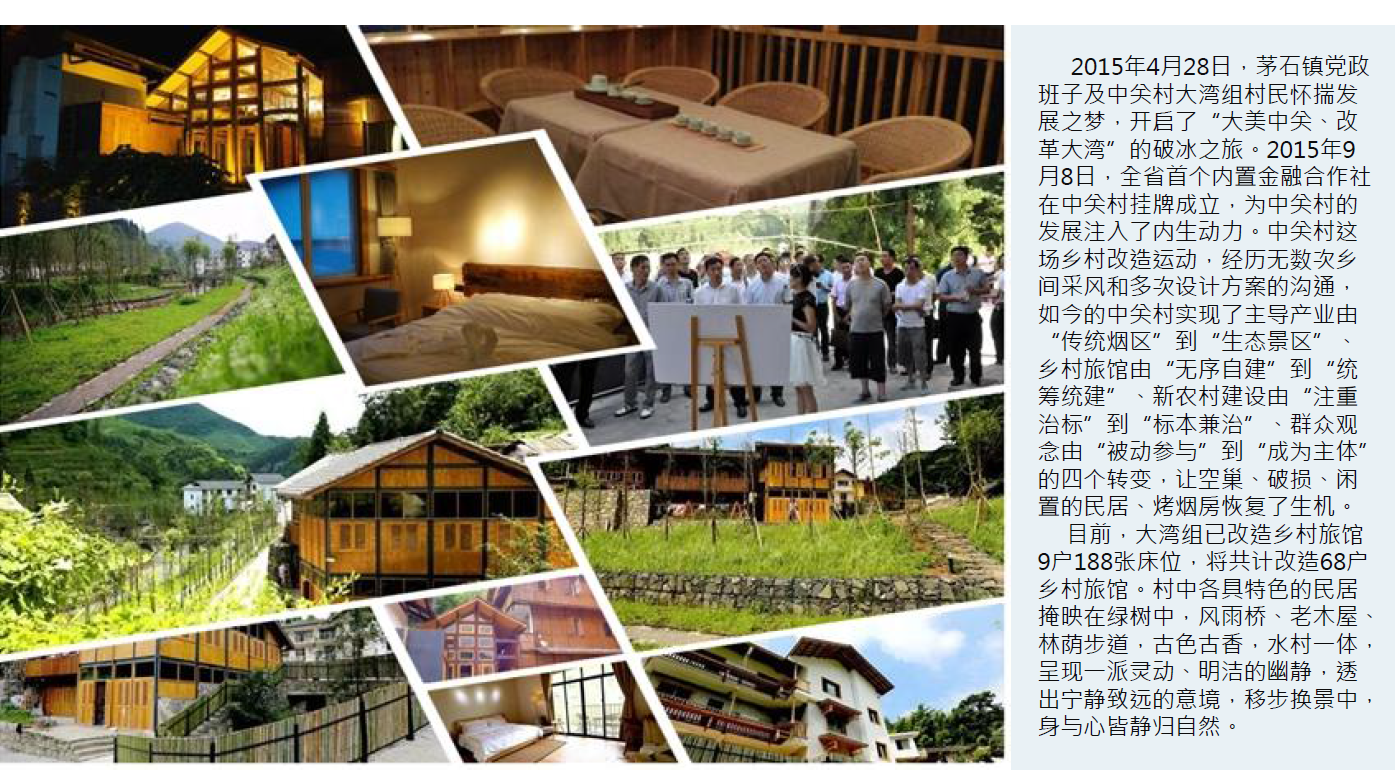 2015年4月28日，茅石镇党政
班子及中关村大湾组村民怀揣发
展之梦，开启了“大美中关、改
革大湾”的破冰之旅。2015年9
月8日，全省首个内置金融合作社
在中关村挂牌成立，为中关村的
发展注入了内生动力。中关村这
场乡村改造运动，经历无数次乡
间采风和多次设计方案的沟通，
如今的中关村实现了主导产业由
“传统烟区”到“生态景区”、
乡村旅馆由“无序自建”到“统
筹统建”、新农村建设由“注重
治标”到“标本兼治”、群众观
念由“被动参与”到“成为主体”
的四个转变，让空巢、破损、闲
置的民居、烤烟房恢复了生机。
目前，大湾组已改造乡村旅馆
9户188张床位，将共计改造68户
乡村旅馆。村中各具特色的民居
掩映在绿树中，风雨桥、老木屋、
林荫步道，古色古香，水村一体，
呈现一派灵动、明洁的幽静，透
出宁静致远的意境，移步换景中，
身与心皆静归自然。